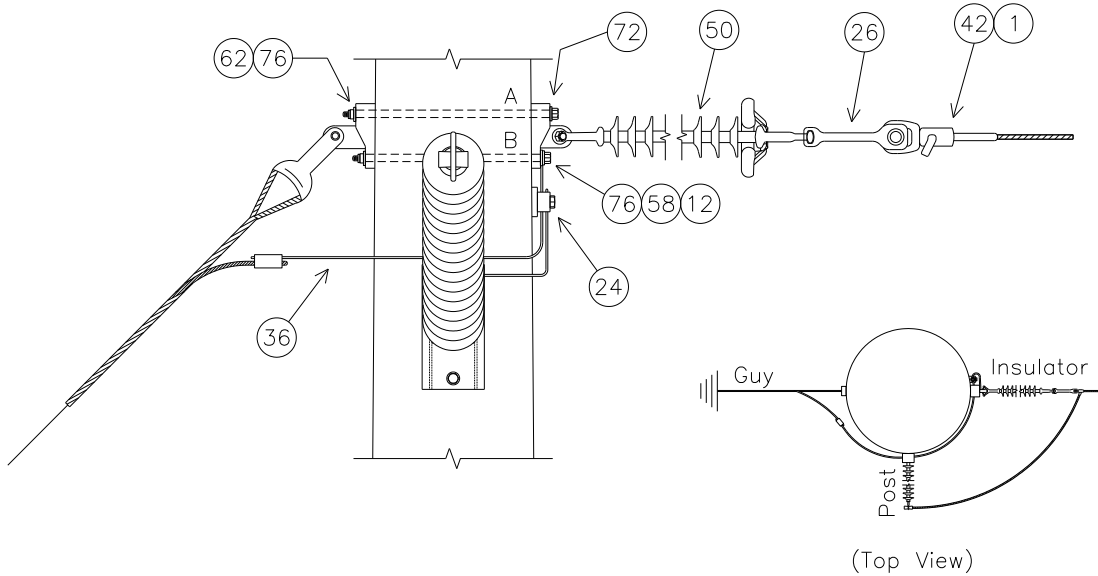 62 76
72
50
26
42 1
A
B
76 58 12
24
36
Guy
Insulator
Post
(Top View)